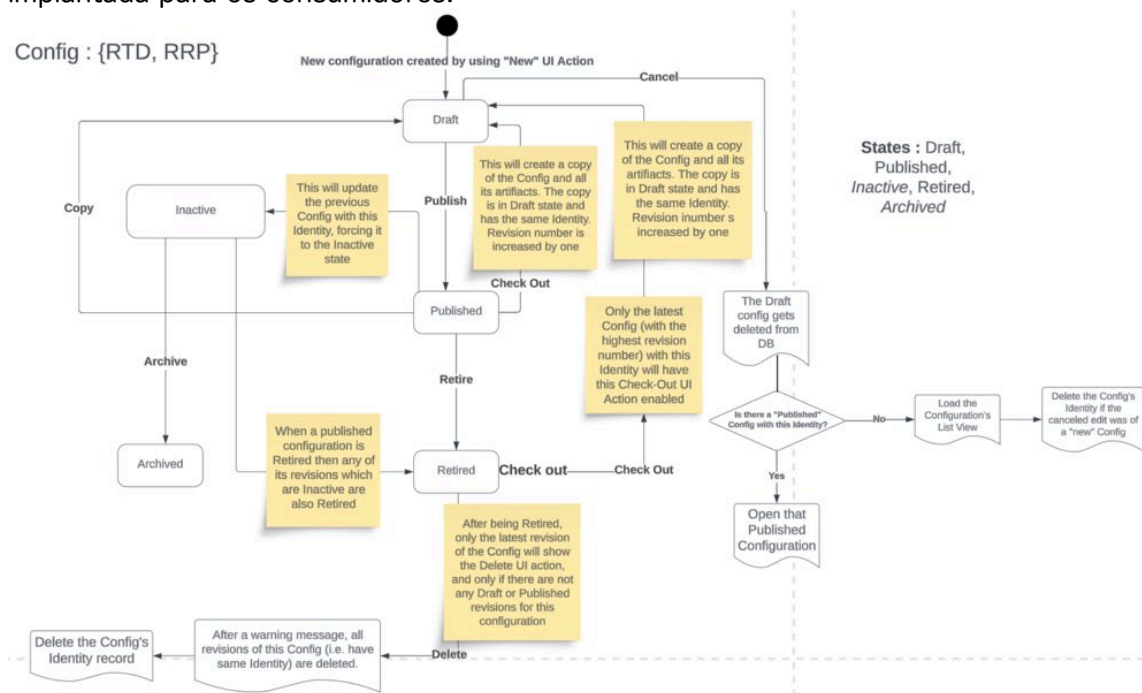 implantada para os consumidores.
Config : {RTD, RRP}
New configuration created by using "New" UI Action
Cancel
Draft
States : Draft,
Published,
Inactive, Retired,
Archived
This will create a copy
of the Config and all
its artifiacts. The copy
is in Draft state and
has the same Identity.
Revision number is
increased by one
This will create a copy
of the Config and all its
artifiacts. The copy is
in Draft state and has
the same Identity.
Revision inumber s
increased by one
This will update
the previous
Config with this
Identity, forcing it
to the Inactive
state
Copy
Inactive
Publish
Check Out
Published
The Draft
config gets
deleted from
DB
Only the latest
Config (with the
highest revision
number) with this
Identity will have
this Check-Out UI
Action enabled
Archive
Retire
Is there a "Published"
Config with this Identity?
No
Load the
Configuration's
List View
Delete the Config's
Identity if the
canceled edit was of
a "new" Config
When a published
configuration is
Retired then any of
its revisions which
are Inactive are
also Retired
Archived
Retired
Check out
Check Out
Yes
Open that
Published
Configuration
After being Retired,
only the latest revision
of the Config will show
the Delete UI action,
and only if there are not
any Draft or Published
revisions for this
configuration
Delete the Config's
Identity record
After a warning message, all
revisions of this Config (i.e. have
same Identity) are deleted.
Delete